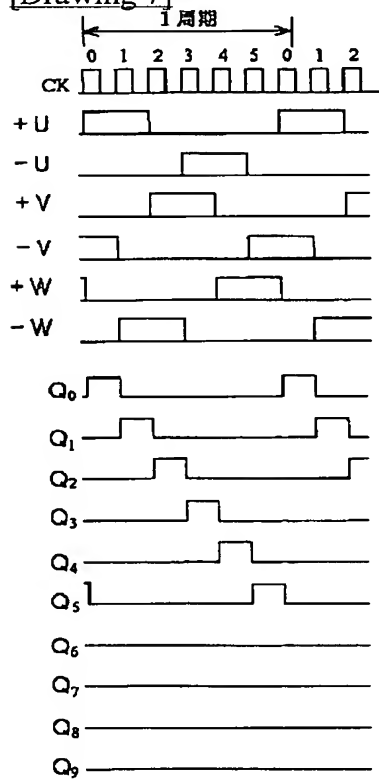 [Drawing 7]
1 周期
0 1 2 3 4 5 0 1 2
CK
+ U
- U
+ V
- V
+ W
- W
Q0
Q1
Q2
Q3
Q4
Q5
Q6
Q7
Q8
Q9